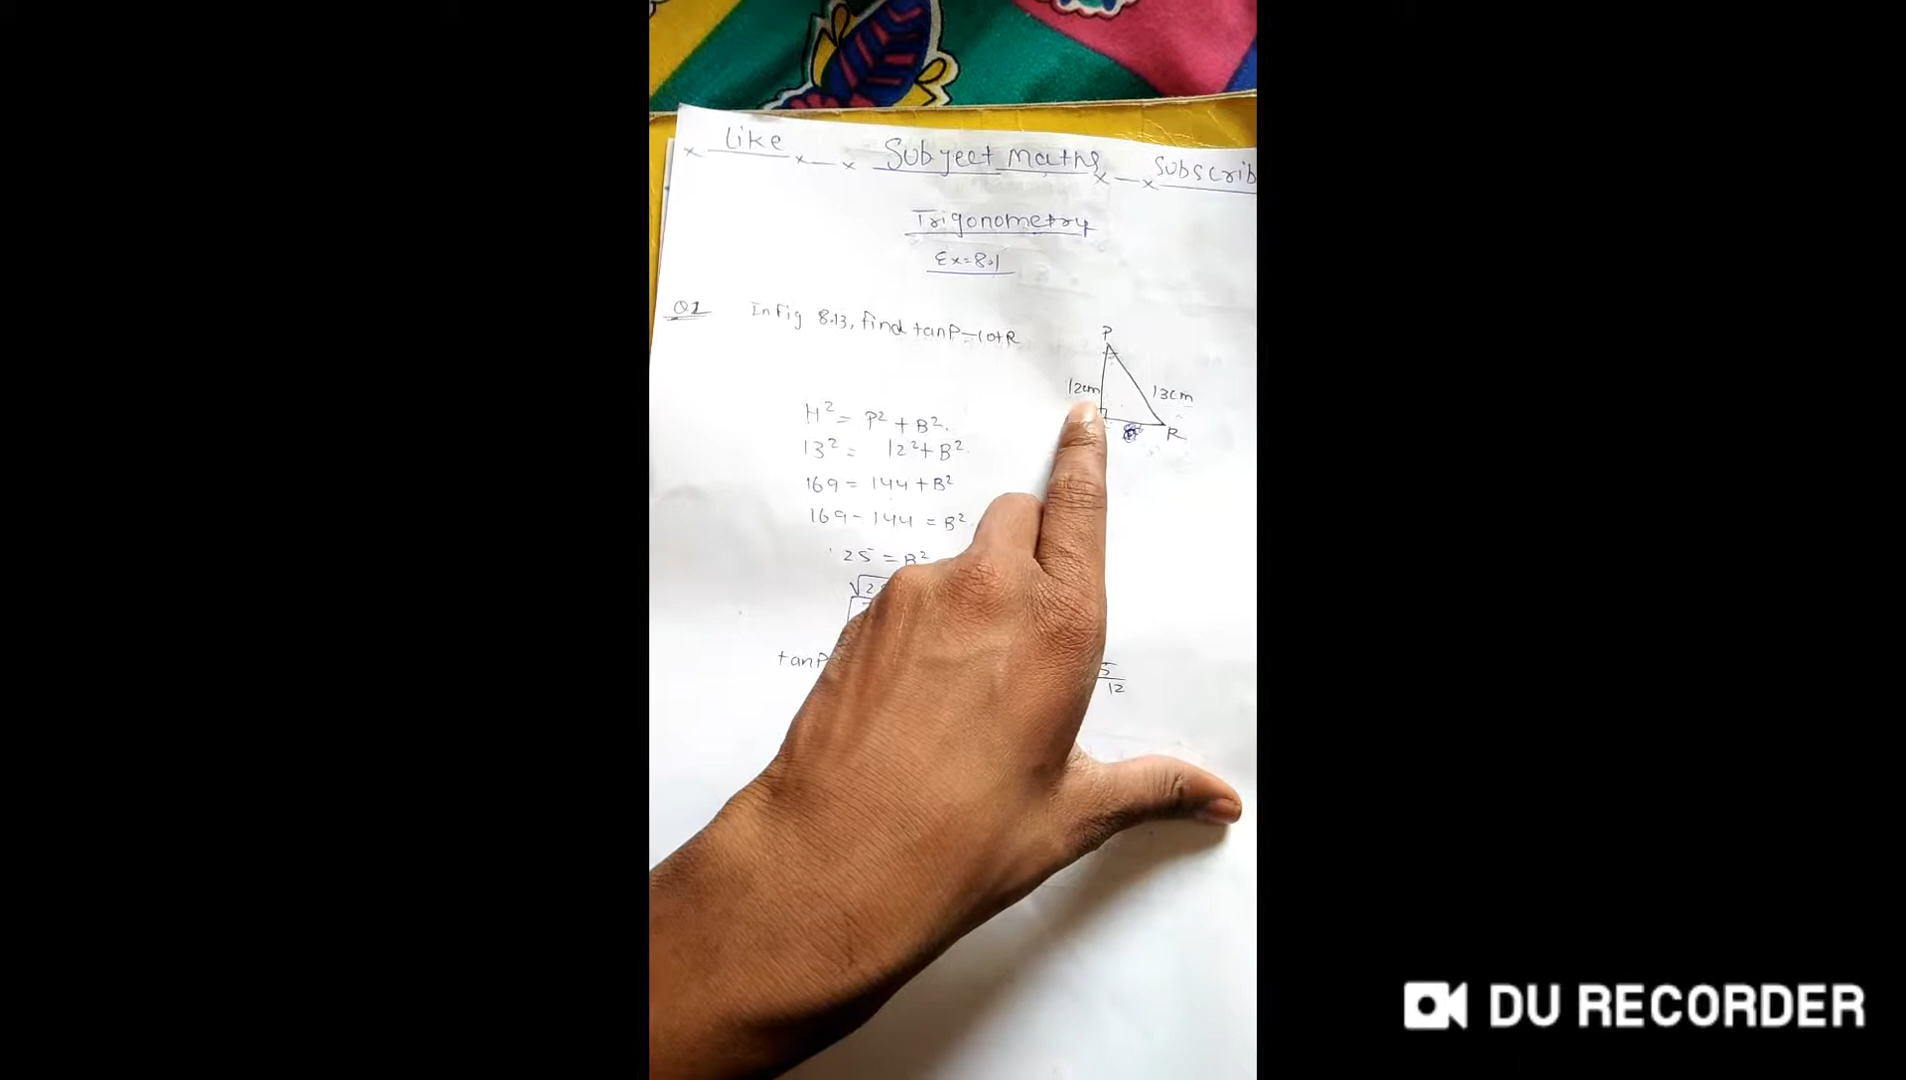 Like x — x Subject Maths x — x Subscrib
Trigonometry
Ex=8.1
Q1 In Fig 8.13, find tanP-cotR
P
12cm 13cm
R
H² = P² + B².
13² = 12² + B²
169 = 144 + B²
169 - 144 = B²
25 = B²
tanP
5
12
DU RECORDER